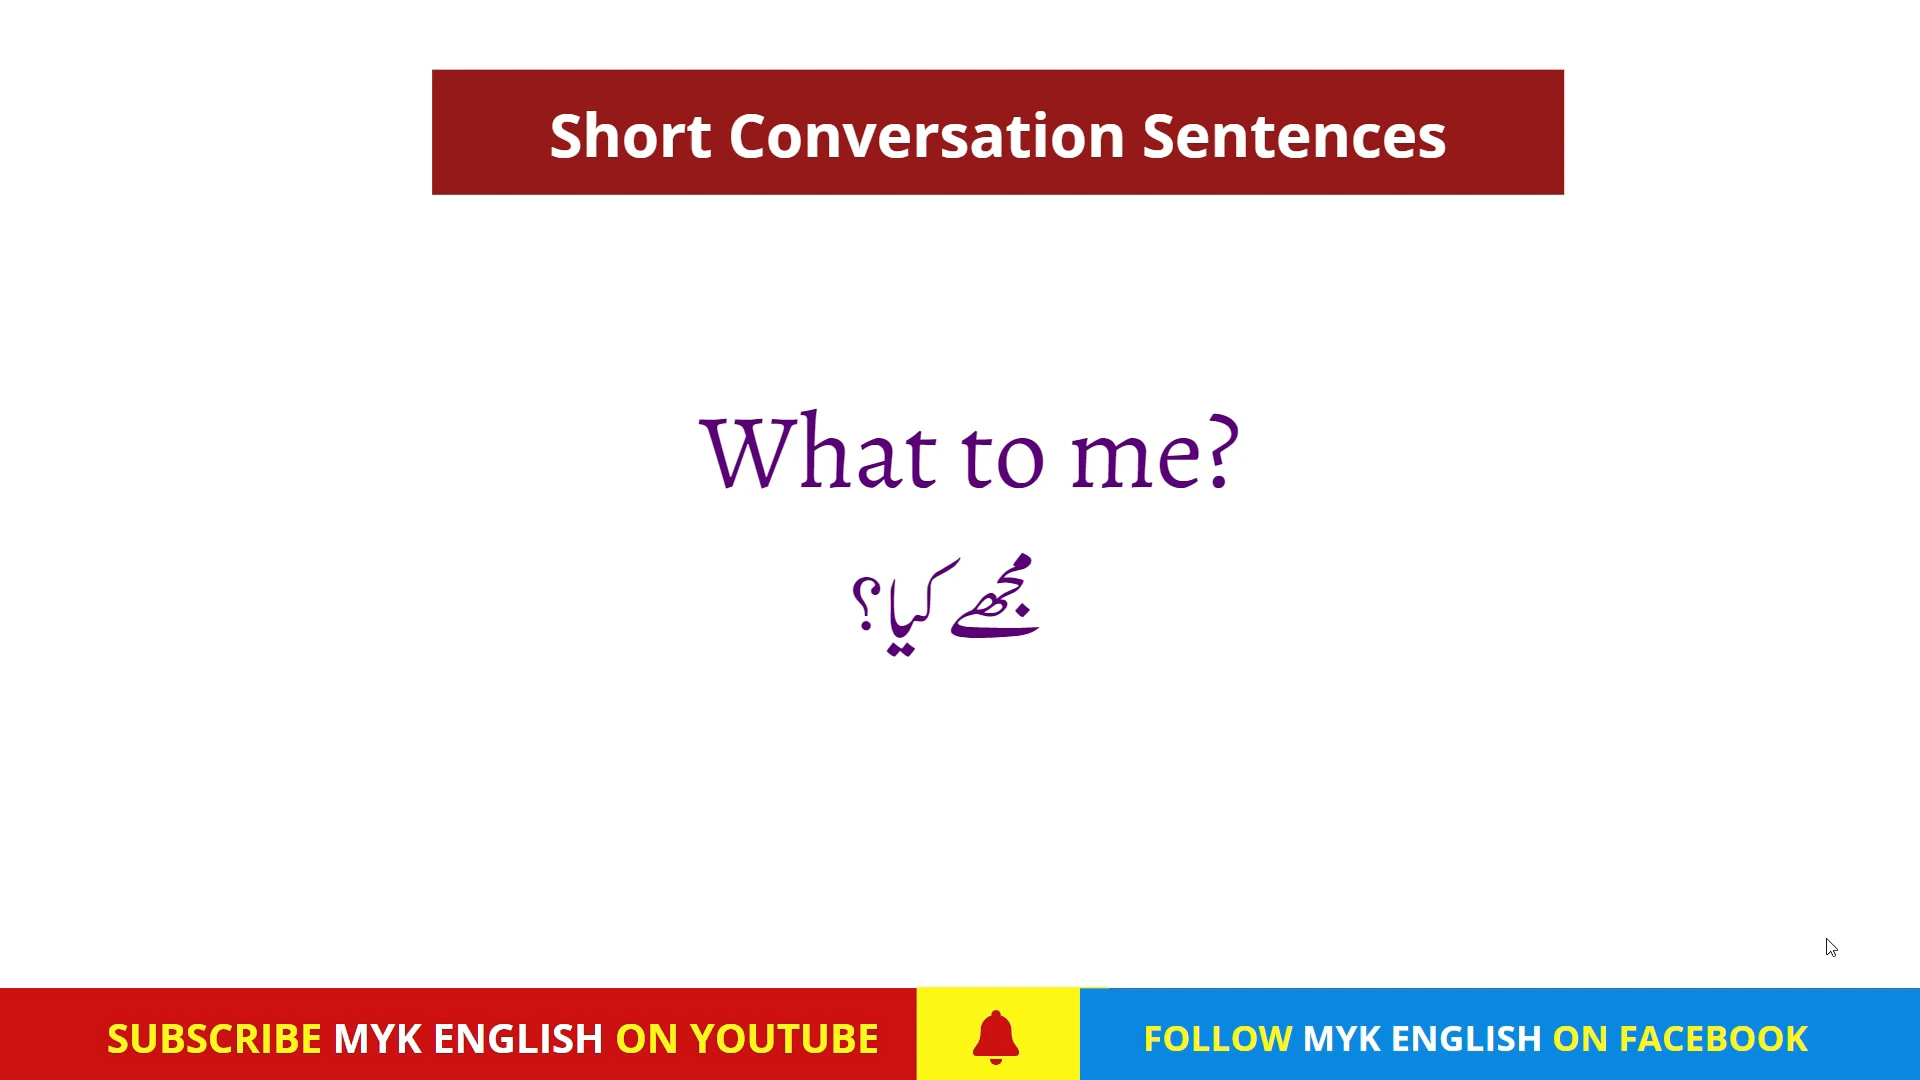 Short Conversation Sentences
What to me?
مجھے کیا؟
SUBSCRIBE MYK ENGLISH ON YOUTUBE
FOLLOW MYK ENGLISH ON FACEBOOK